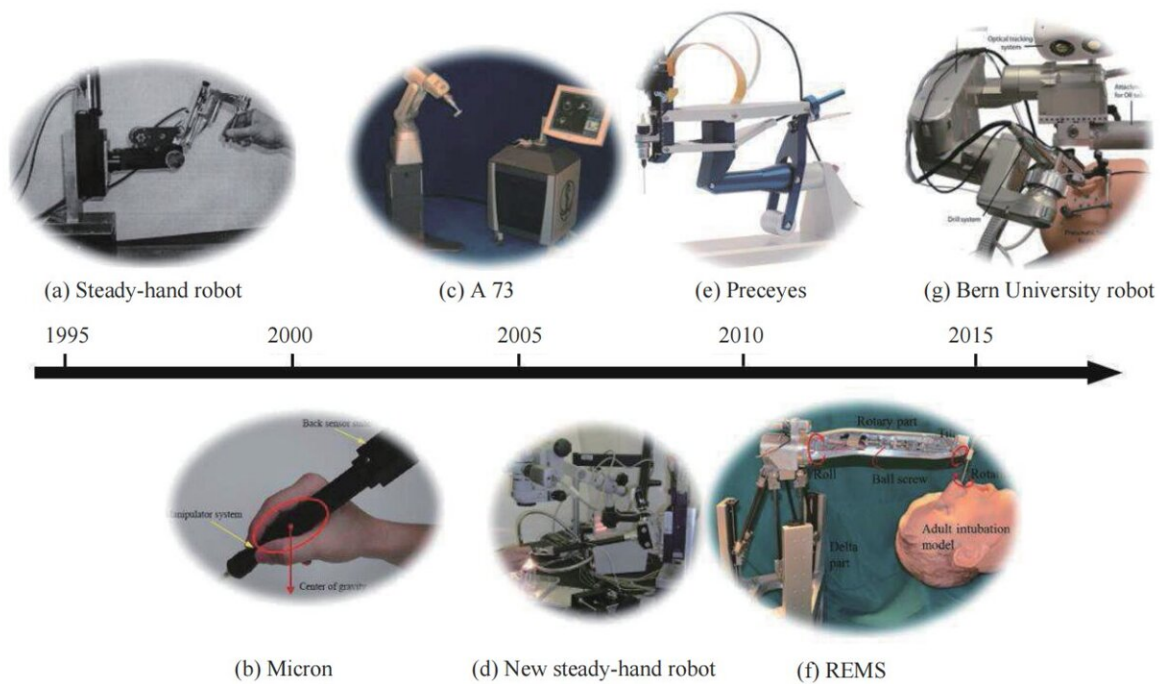 Optical tracking
system
Drill system
(a) Steady-hand robot
(c) A 73
(e) Preceyes
(g) Bern University robot
1995
2000
2005
2010
2015
Back sensor
system
Center of gravity
Rotary part
Roll
Ball screw
Adult intubation
model
Delta
part
(b) Micron
(d) New steady-hand robot
(f) REMS